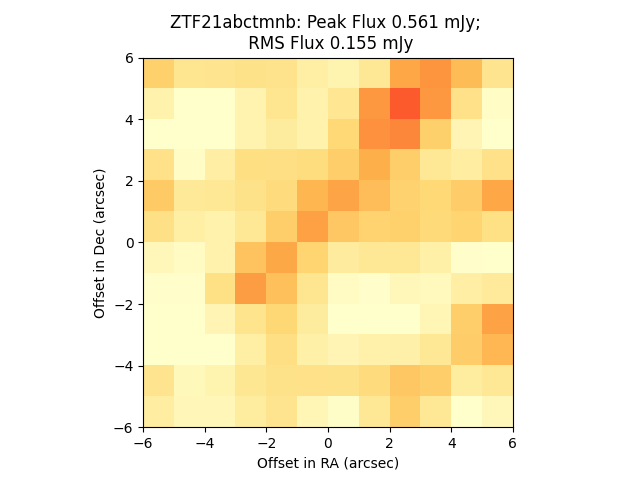 ZTF21abctmnb: Peak Flux 0.561 mJy;
RMS Flux 0.155 mJy
6
4
2
0
−2
−4
−6
Offset in Dec (arcsec)
−6 −4 −2 0 2 4 6
Offset in RA (arcsec)